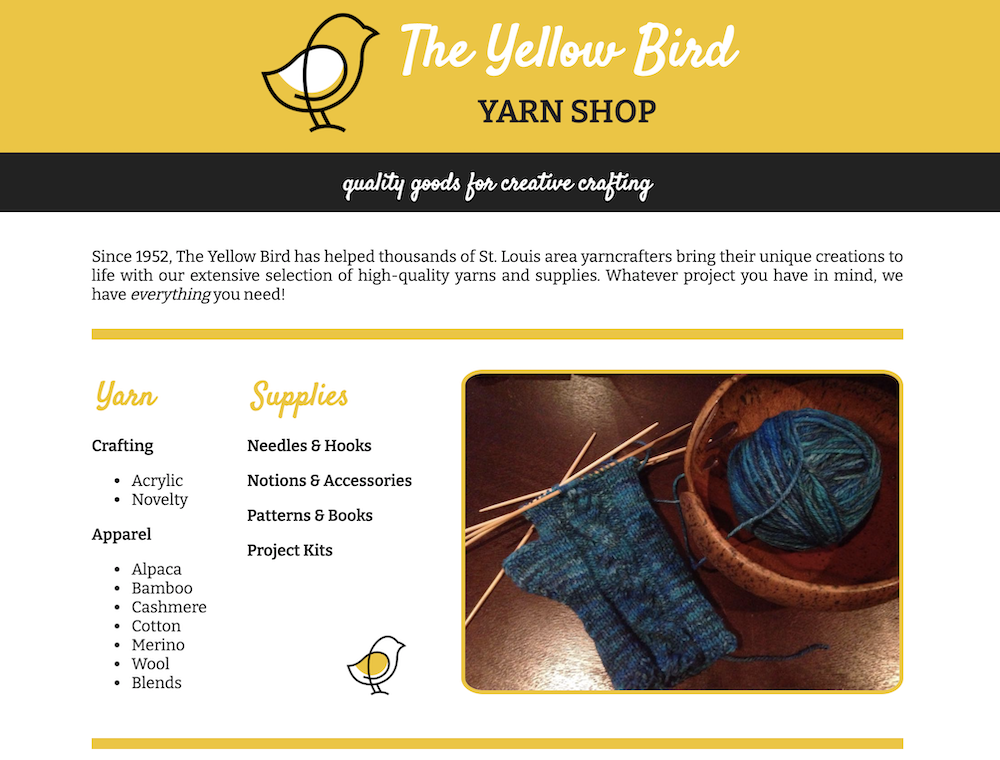 The Yellow Bird
YARN SHOP
quality goods for creative crafting
Since 1952, The Yellow Bird has helped thousands of St. Louis area yarncrafters bring their unique creations to
life with our extensive selection of high-quality yarns and supplies. Whatever project you have in mind, we
have everything you need!
Yarn
Crafting
• Acrylic
• Novelty
Apparel
• Alpaca
• Bamboo
• Cashmere
• Cotton
• Merino
• Wool
• Blends
Supplies
Needles & Hooks
Notions & Accessories
Patterns & Books
Project Kits